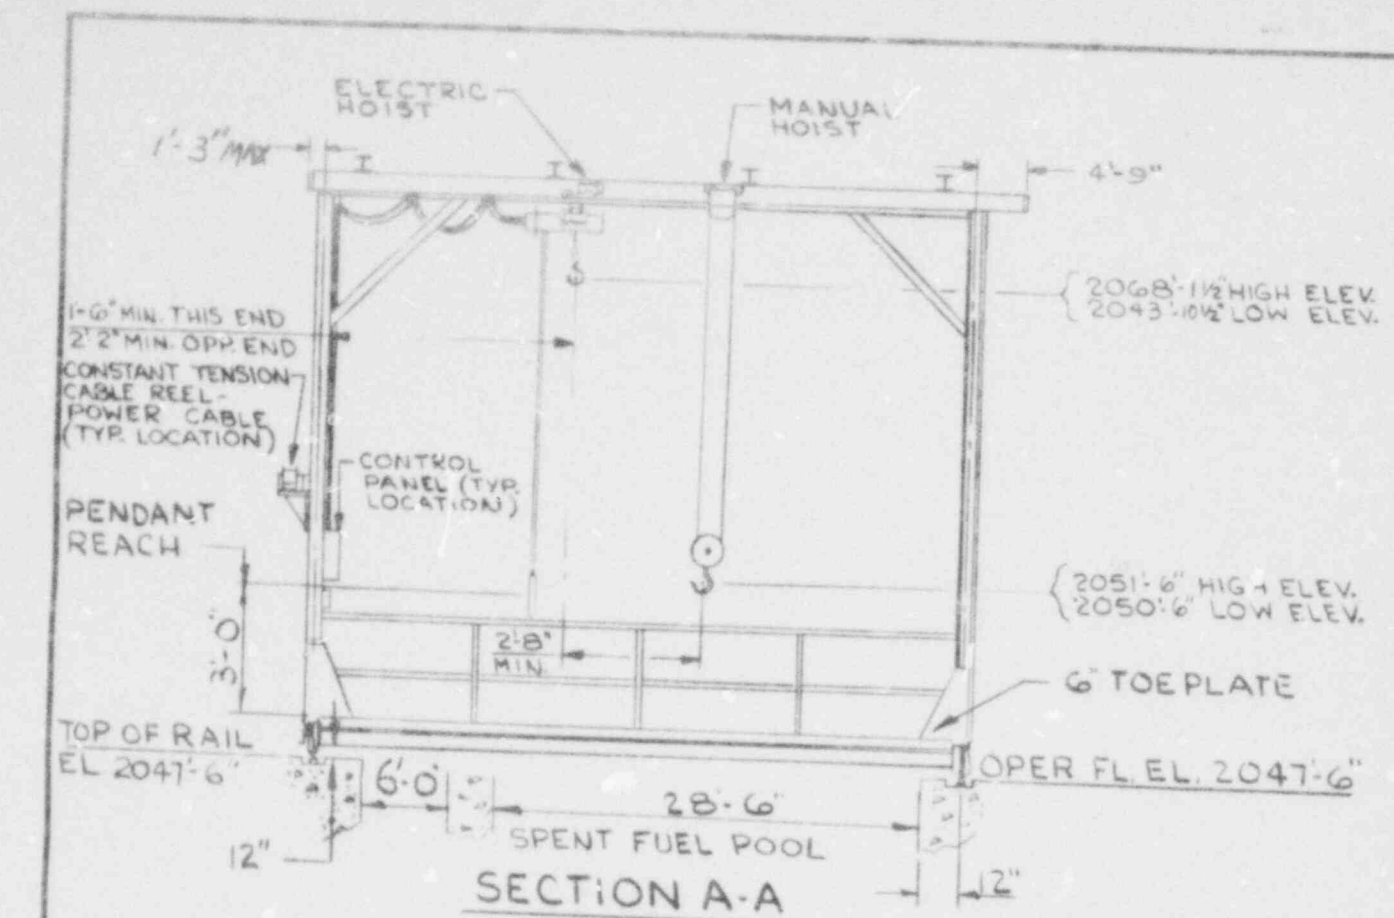 ELECTRIC
HOIST
MANUAL
HOIST
1'-3" MAX
4'-9"
2068'-1½" HIGH ELEV.
2043'-10½" LOW ELEV.
1'-6" MIN. THIS END
2'2" MIN. OPP. END
CONSTANT TENSION
CABLE REEL-
POWER CABLE
(TYP. LOCATION)
CONTROL
PANEL (TYP.
LOCATION)
PENDANT
REACH
2051'-6" HIGH ELEV.
2050'-6" LOW ELEV.
3'-0"
2'-8"
MIN.
6" TOE PLATE
TOP OF RAIL
EL 2047'-6"
OPER FL. EL. 2047'-6"
6'-0"
28'-6"
SPENT FUEL POOL
12"
12"
SECTION A-A